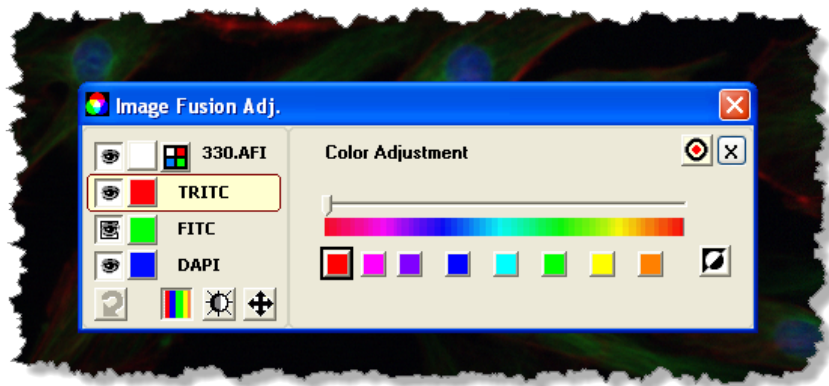 Image Fusion Adj.
330.AFI
Color Adjustment
TRITC
FITC
DAPI